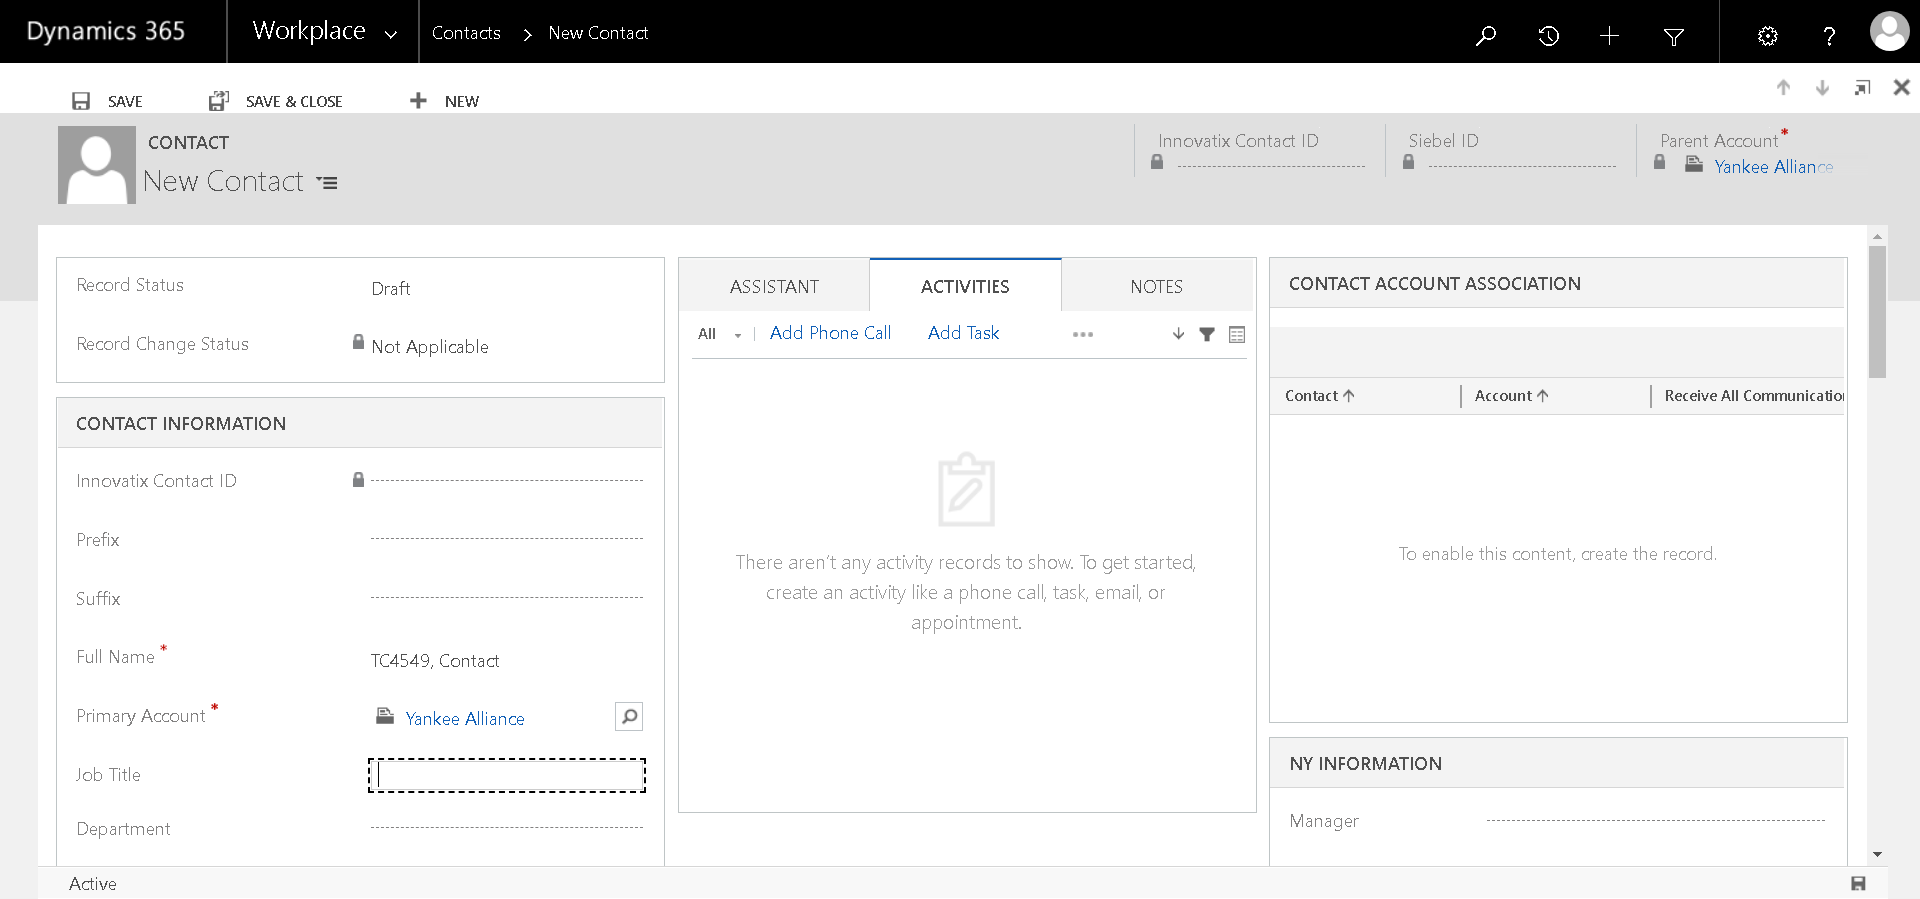 Dynamics 365
Workplace
Contacts
New Contact
?
SAVE
SAVE & CLOSE
NEW
CONTACT
New Contact
Innovatix Contact ID
Siebel ID
Parent Account*
Yankee Alliance
Record Status
Draft
Record Change Status
Not Applicable
CONTACT INFORMATION
Innovatix Contact ID
Prefix
Suffix
Full Name *
TC4549, Contact
Primary Account *
Yankee Alliance
Job Title
Department
ASSISTANT
ACTIVITIES
NOTES
All
Add Phone Call
Add Task
There aren't any activity records to show. To get started,
create an activity like a phone call, task, email, or
appointment.
CONTACT ACCOUNT ASSOCIATION
Contact
Account
Receive All Communication
To enable this content, create the record.
NY INFORMATION
Manager
Active